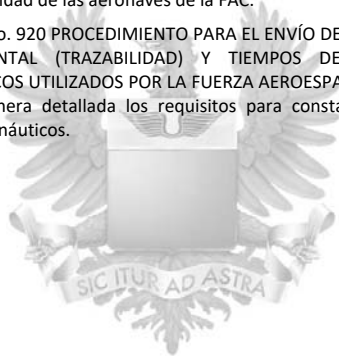 idad de las aeronaves de la FAC.
o. 920 PROCEDIMIENTO PARA EL ENVÍO DE
NTAL (TRAZABILIDAD) Y TIEMPOS DE
COS UTILIZADOS POR LA FUERZA AEROESPA
nera detallada los requisitos para consta
náuticos.
SIC ITUR AD ASTRA